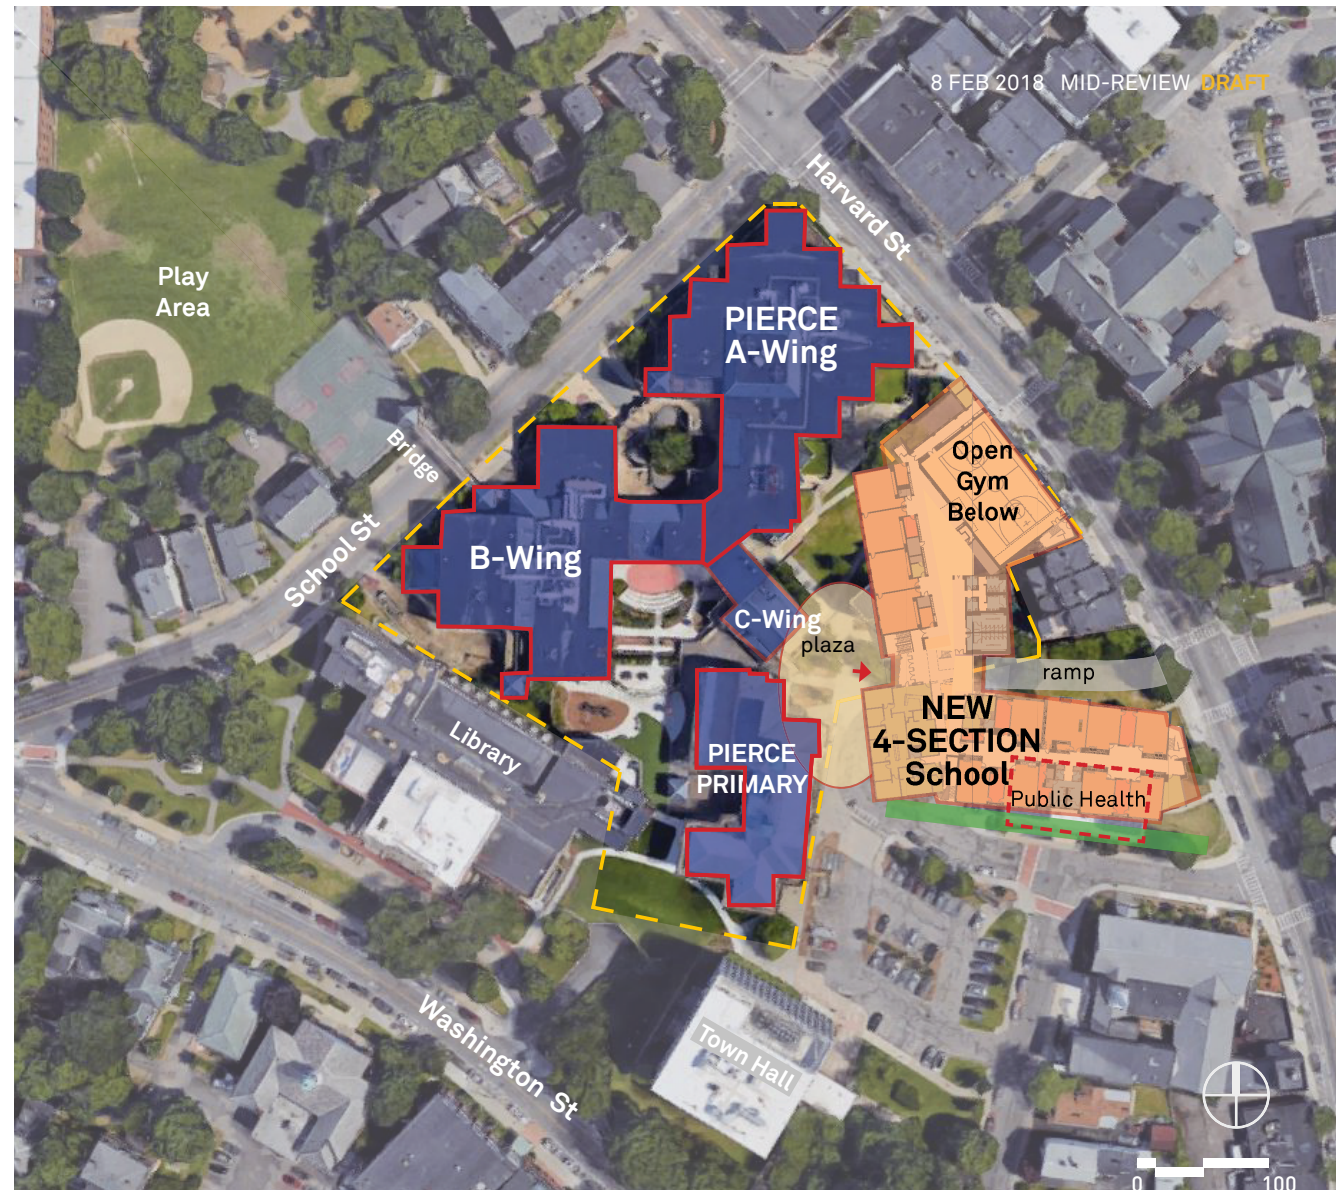 8 FEB 2018 MID-REVIEW DRAFT
Harvard St
Play
Area
PIERCE
A-Wing
Bridge
Open
Gym
Below
School St
B-Wing
C-Wing
plaza
ramp
NEW
4-SECTION
School
Library
PIERCE
PRIMARY
Public Health
Washington St
Town Hall
0 100